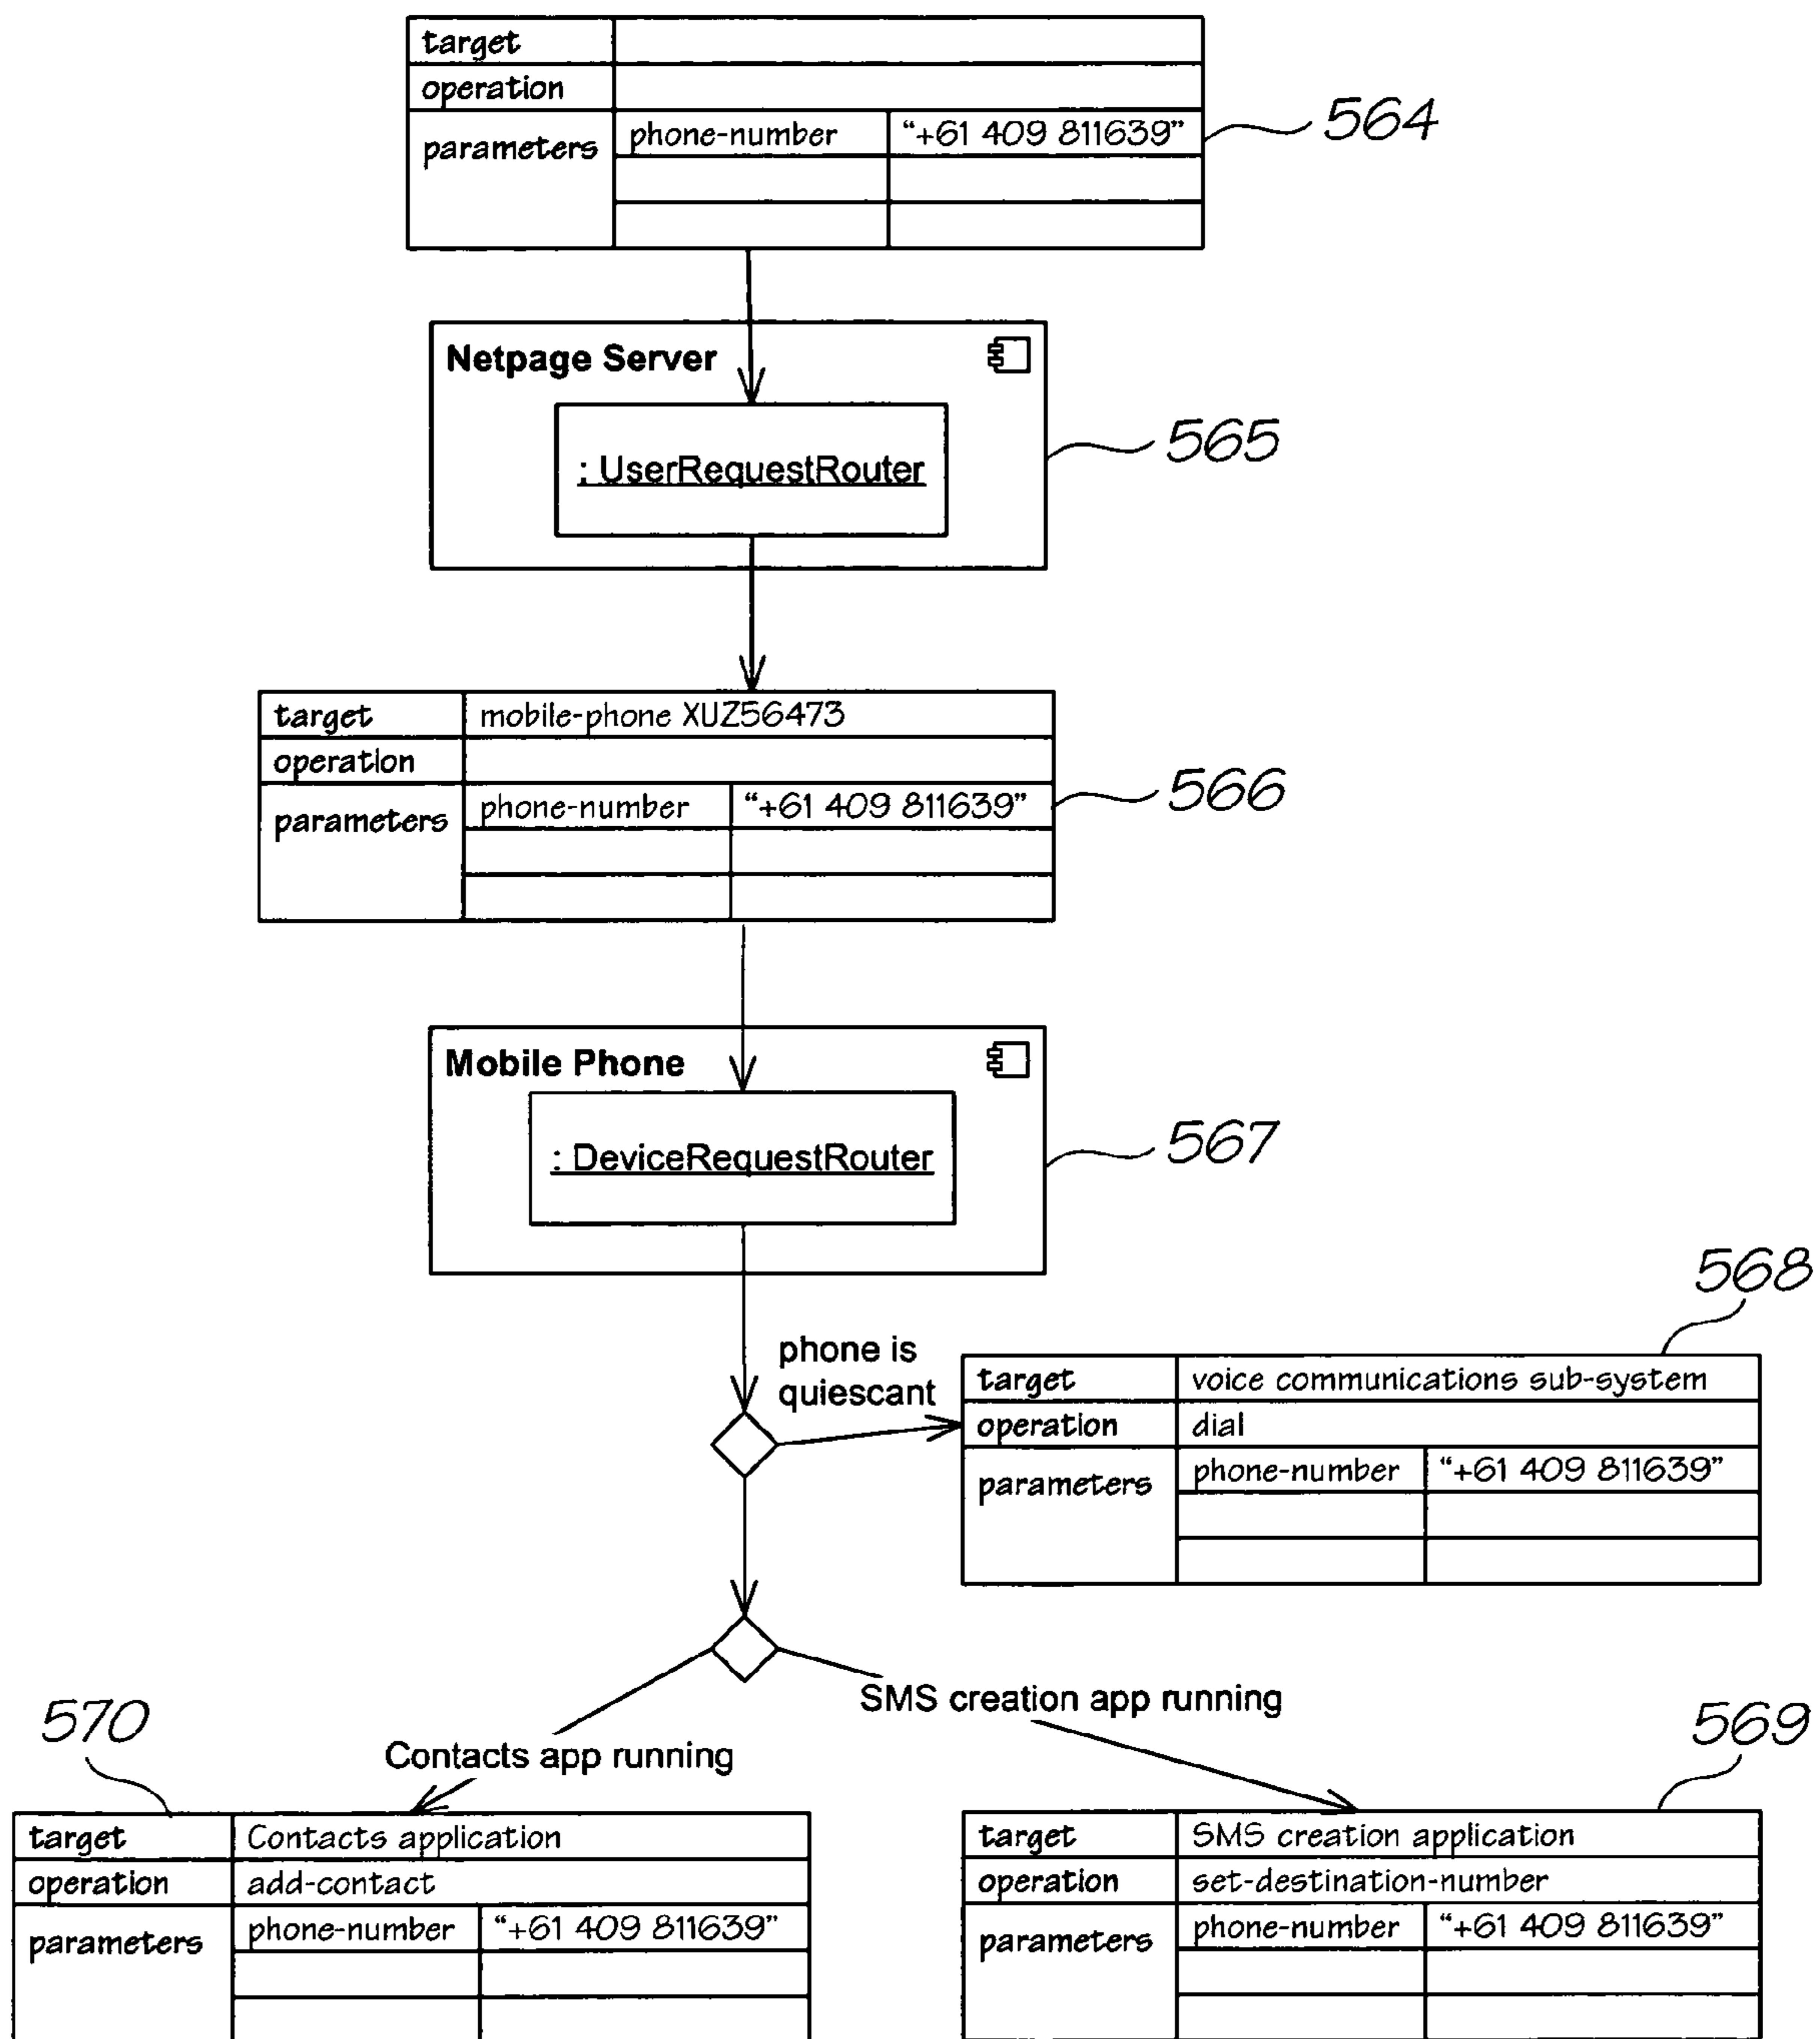 target
operation
parameters phone-number “+61 409 811639”
564
Netpage Server
: UserRequestRouter
565
target mobile-phone XUZ56473
operation
parameters phone-number “+61 409 811639”
566
Mobile Phone
: DeviceRequestRouter
567
568
phone is
quiescant
target voice communications sub-system
operation dial
parameters phone-number “+61 409 811639”
SMS creation app running
Contacts app running
570
target Contacts application
operation add-contact
parameters phone-number “+61 409 811639”
569
target SMS creation application
operation set-destination-number
parameters phone-number “+61 409 811639”